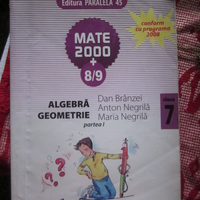 Editura PARALELA 45
conform
cu programa
2008
MATE
2000
+
8/9
ALGEBRĂ
GEOMETRIE
partea I
Dan Brânzei
Anton Negrilă
Maria Negrilă
clasa
7